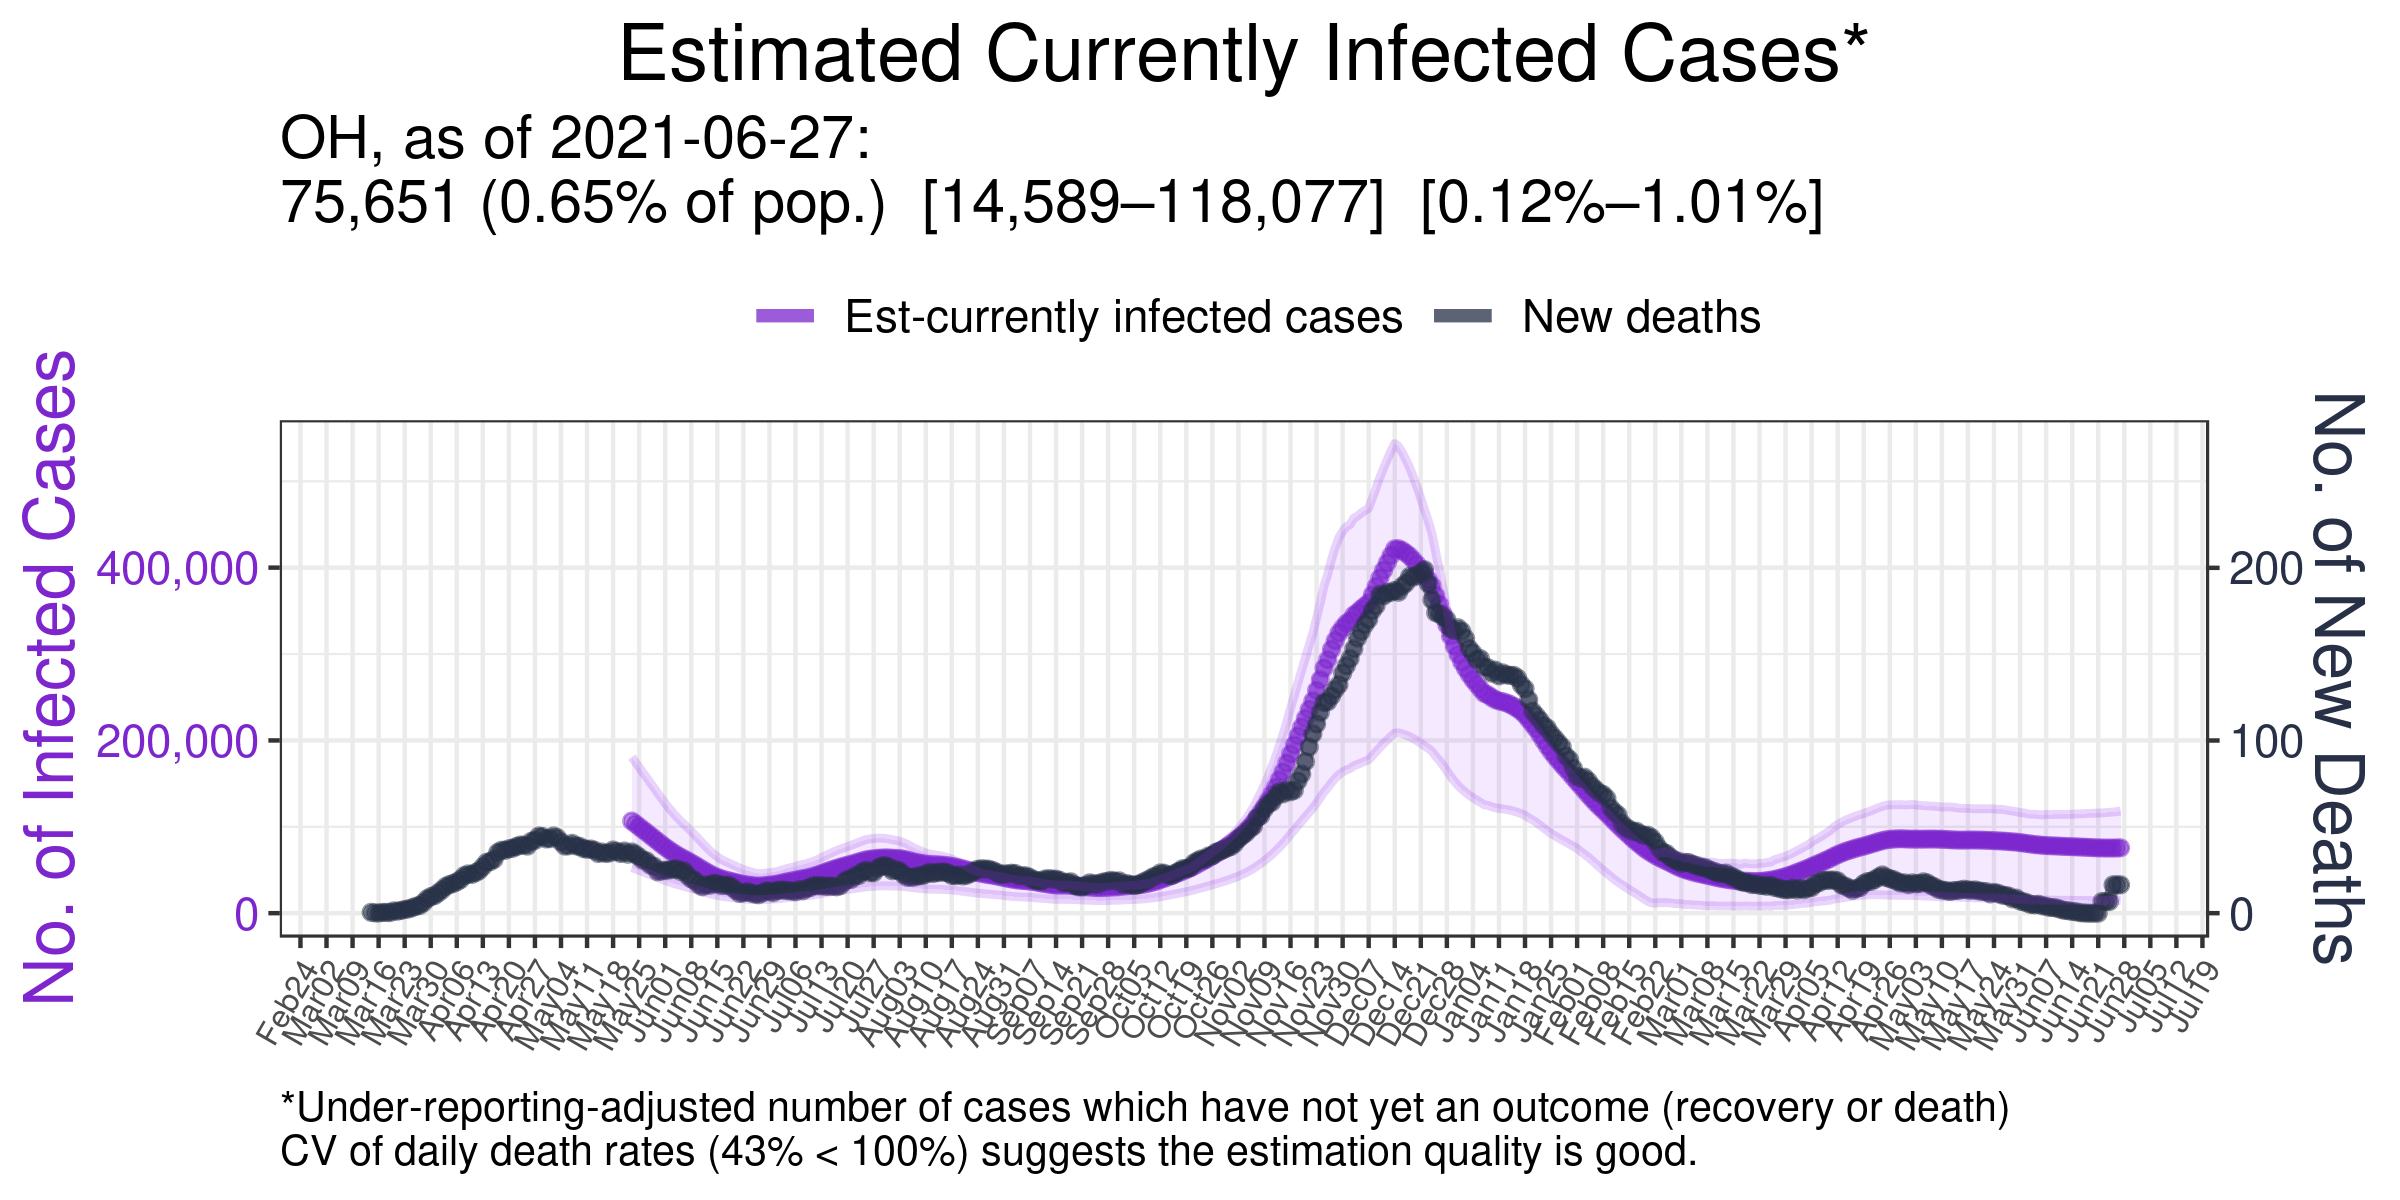 Estimated Currently Infected Cases*
OH, as of 2021-06-27:
75,651 (0.65% of pop.) [14,589–118,077] [0.12%–1.01%]
Est-currently infected cases
New deaths
No. of Infected Cases
400,000
200,000
0
200
100
0
No. of New Deaths
Feb24
Mar02
Mar09
Mar16
Mar23
Mar30
Apr06
Apr13
Apr20
Apr27
May04
May11
May18
May25
Jun01
Jun08
Jun15
Jun22
Jun29
Jul06
Jul13
Jul20
Jul27
Aug03
Aug10
Aug17
Aug24
Aug31
Sep07
Sep14
Sep21
Sep28
Oct05
Oct12
Oct19
Oct26
Nov02
Nov09
Nov16
Nov23
Nov30
Dec07
Dec14
Dec21
Dec28
Jan04
Jan11
Jan18
Jan25
Feb01
Feb08
Feb15
Feb22
Mar01
Mar08
Mar15
Mar22
Mar29
Apr05
Apr12
Apr19
Apr26
May03
May10
May17
May24
May31
Jun07
Jun14
Jun21
Jun28
Jul05
Jul12
Jul19
*Under-reporting-adjusted number of cases which have not yet an outcome (recovery or death)
CV of daily death rates (43% < 100%) suggests the estimation quality is good.